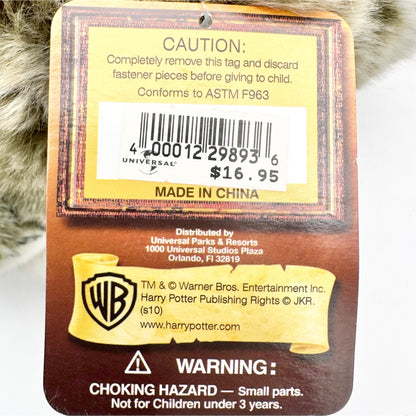 CAUTION:
Completely remove this tag and discard
fastener pieces before giving to child.
Conforms to ASTM F963
4 00012 29893 6
UNIVERSAL
$16.95
MADE IN CHINA
Distributed by
Universal Parks & Resorts
1000 Universal Studios Plaza
Orlando, Fl 32819
WB
TM & © Warner Bros. Entertainment Inc.
Harry Potter Publishing Rights © JKR.
(s10)
www.harrypotter.com
WARNING:
CHOKING HAZARD — Small parts.
Not for Children under 3 years.